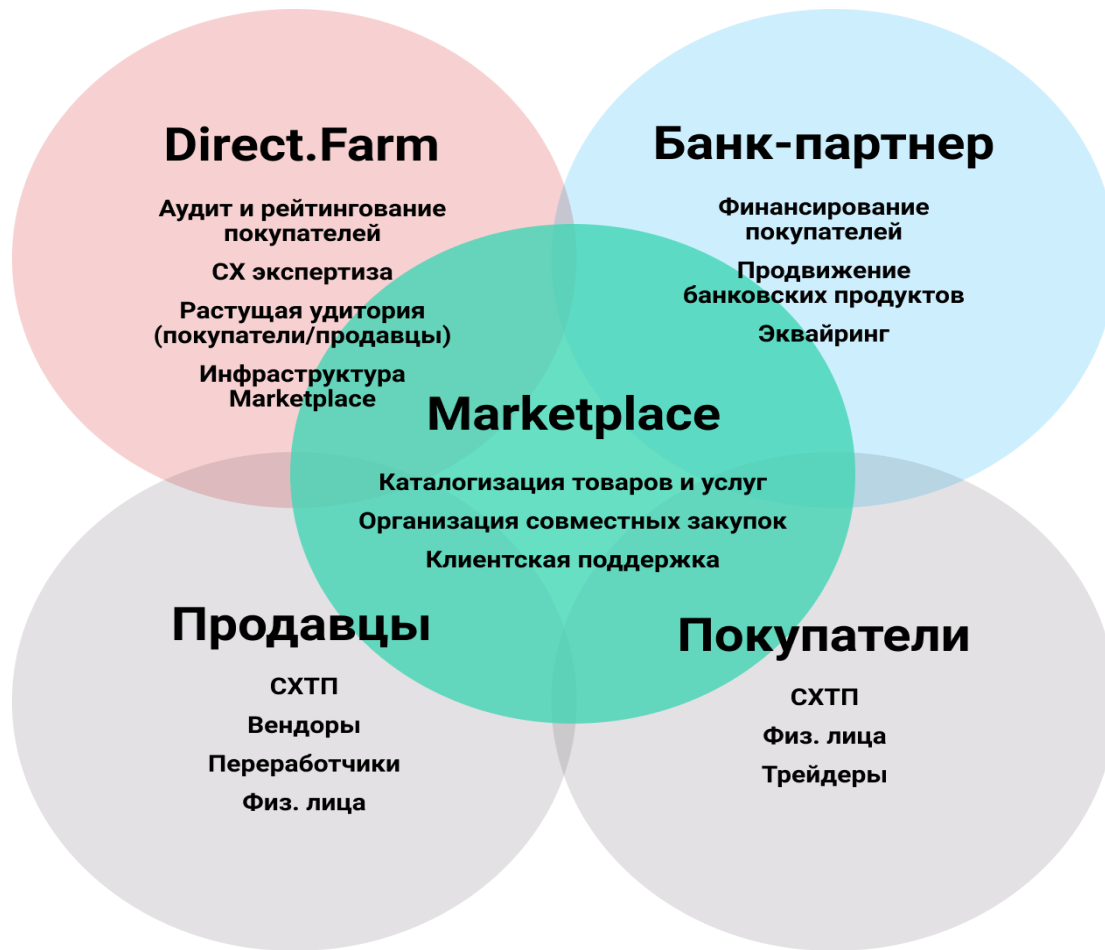 Direct.Farm
Аудит и рейтингование
покупателей
СХ экспертиза
Растущая удитория
(покупатели/продавцы)
Инфраструктура
Marketplace
Банк-партнер
Финансирование
покупателей
Продвижение
банковских продуктов
Эквайринг
Marketplace
Каталогизация товаров и услуг
Организация совместных закупок
Клиентская поддержка
Продавцы
СХТП
Вендоры
Переработчики
Физ. лица
Покупатели
СХТП
Физ. лица
Трейдеры